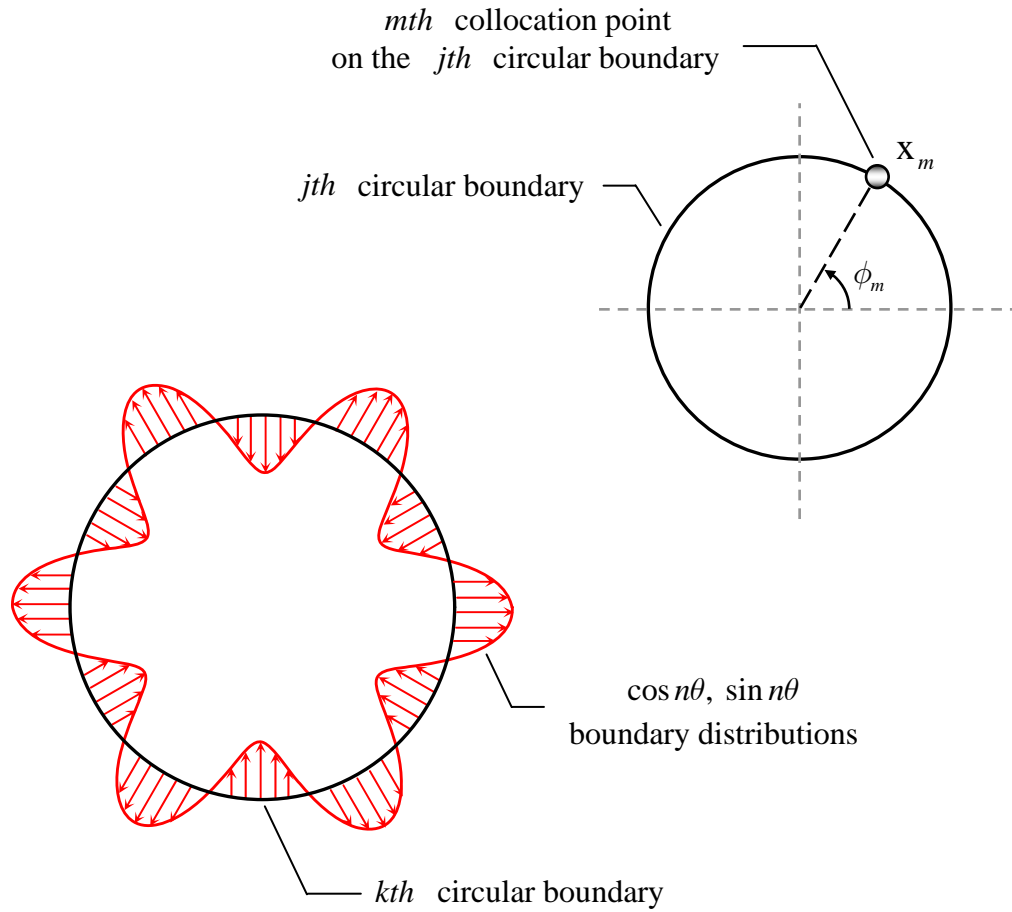 mth collocation point
on the jth circular boundary
x_m
jth circular boundary
ϕ_m
cos nθ, sin nθ
boundary distributions
kth circular boundary